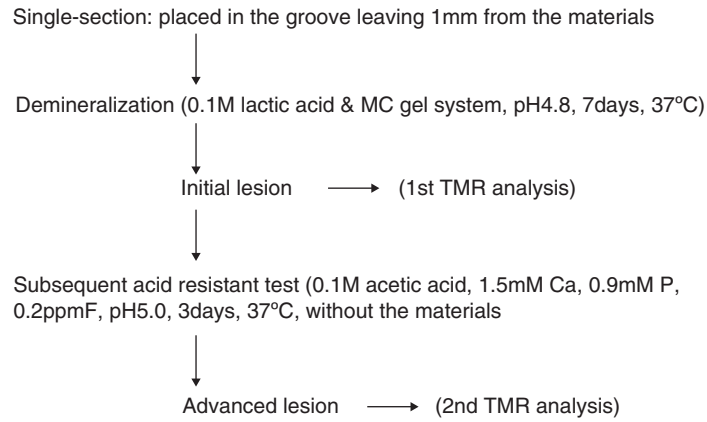 Single-section: placed in the groove leaving 1mm from the materials
Demineralization (0.1M lactic acid & MC gel system, pH4.8, 7days, 37ºC)
Initial lesion (1st TMR analysis)
Subsequent acid resistant test (0.1M acetic acid, 1.5mM Ca, 0.9mM P,
0.2ppmF, pH5.0, 3days, 37ºC, without the materials
Advanced lesion (2nd TMR analysis)